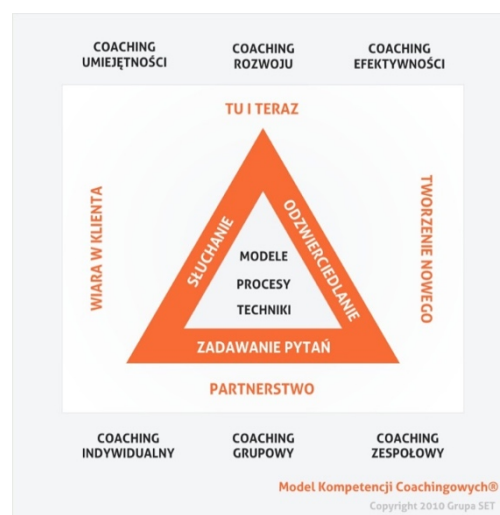 COACHING
UMIEJĘTNOŚCI
COACHING
ROZWOJU
COACHING
EFEKTYWNOŚCI
TU I TERAZ
WIARA W KLIENTA
SŁUCHANIE
ODZWIERCIEDLANIE
TWORZENIE NOWEGO
MODELE
PROCESY
TECHNIKI
ZADAWANIE PYTAŃ
PARTNERSTWO
COACHING
INDYWIDUALNY
COACHING
GRUPOWY
COACHING
ZESPOŁOWY
Model Kompetencji Coachingowych®
Copyright 2010 Grupa SET